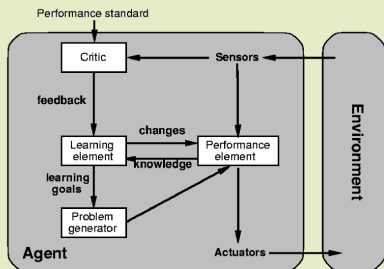 Performance standard
Critic
Sensors
feedback
changes
Learning
element
Performance
element
knowledge
learning
goals
Problem
generator
Environment
Agent
Actuators